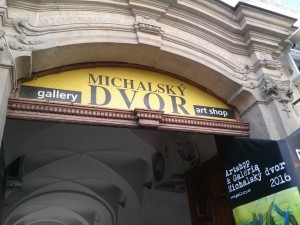 MICHALSKÝ
gallery DVOR art shop
Artshop
& Galéria
Michalský dvor
2016